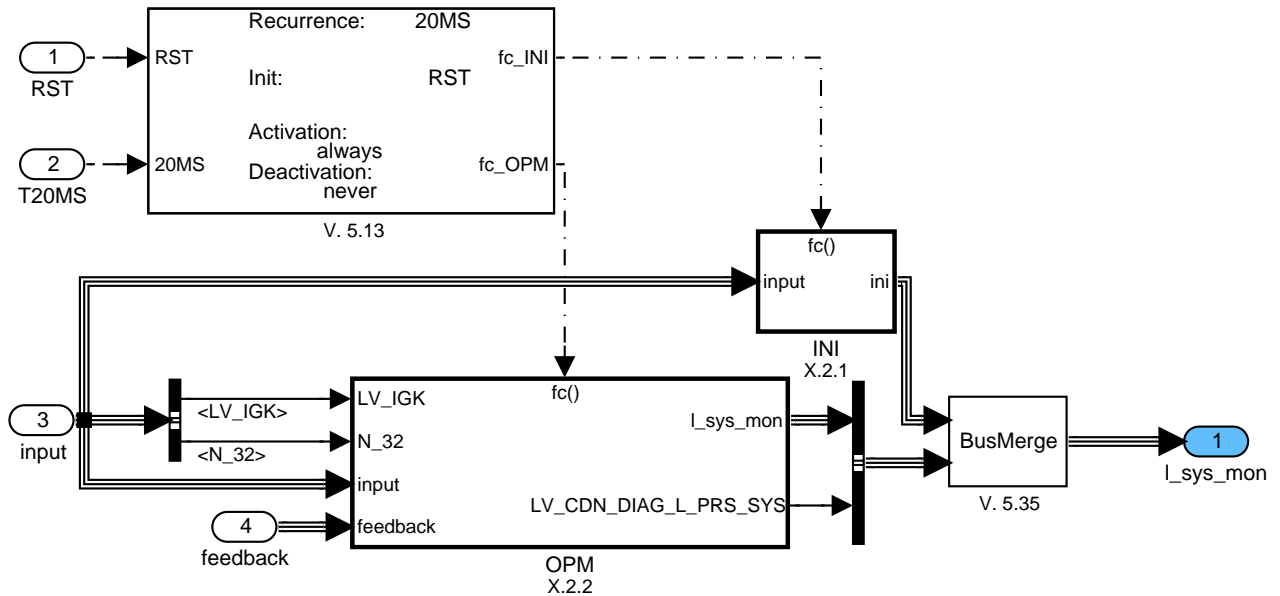 Recurrence: 20MS
1
RST
RST
fc_INI
Init: RST
Activation:
always
2
T20MS
20MS
fc_OPM
Deactivation:
never
V. 5.13
fc()
input
ini
INI
X.2.1
3
input
<LV_IGK>
<N_32>
fc()
LV_IGK
N_32
input
feedback
l_sys_mon
LV_CDN_DIAG_L_PRS_SYS
4
feedback
OPM
X.2.2
BusMerge
V. 5.35
1
l_sys_mon